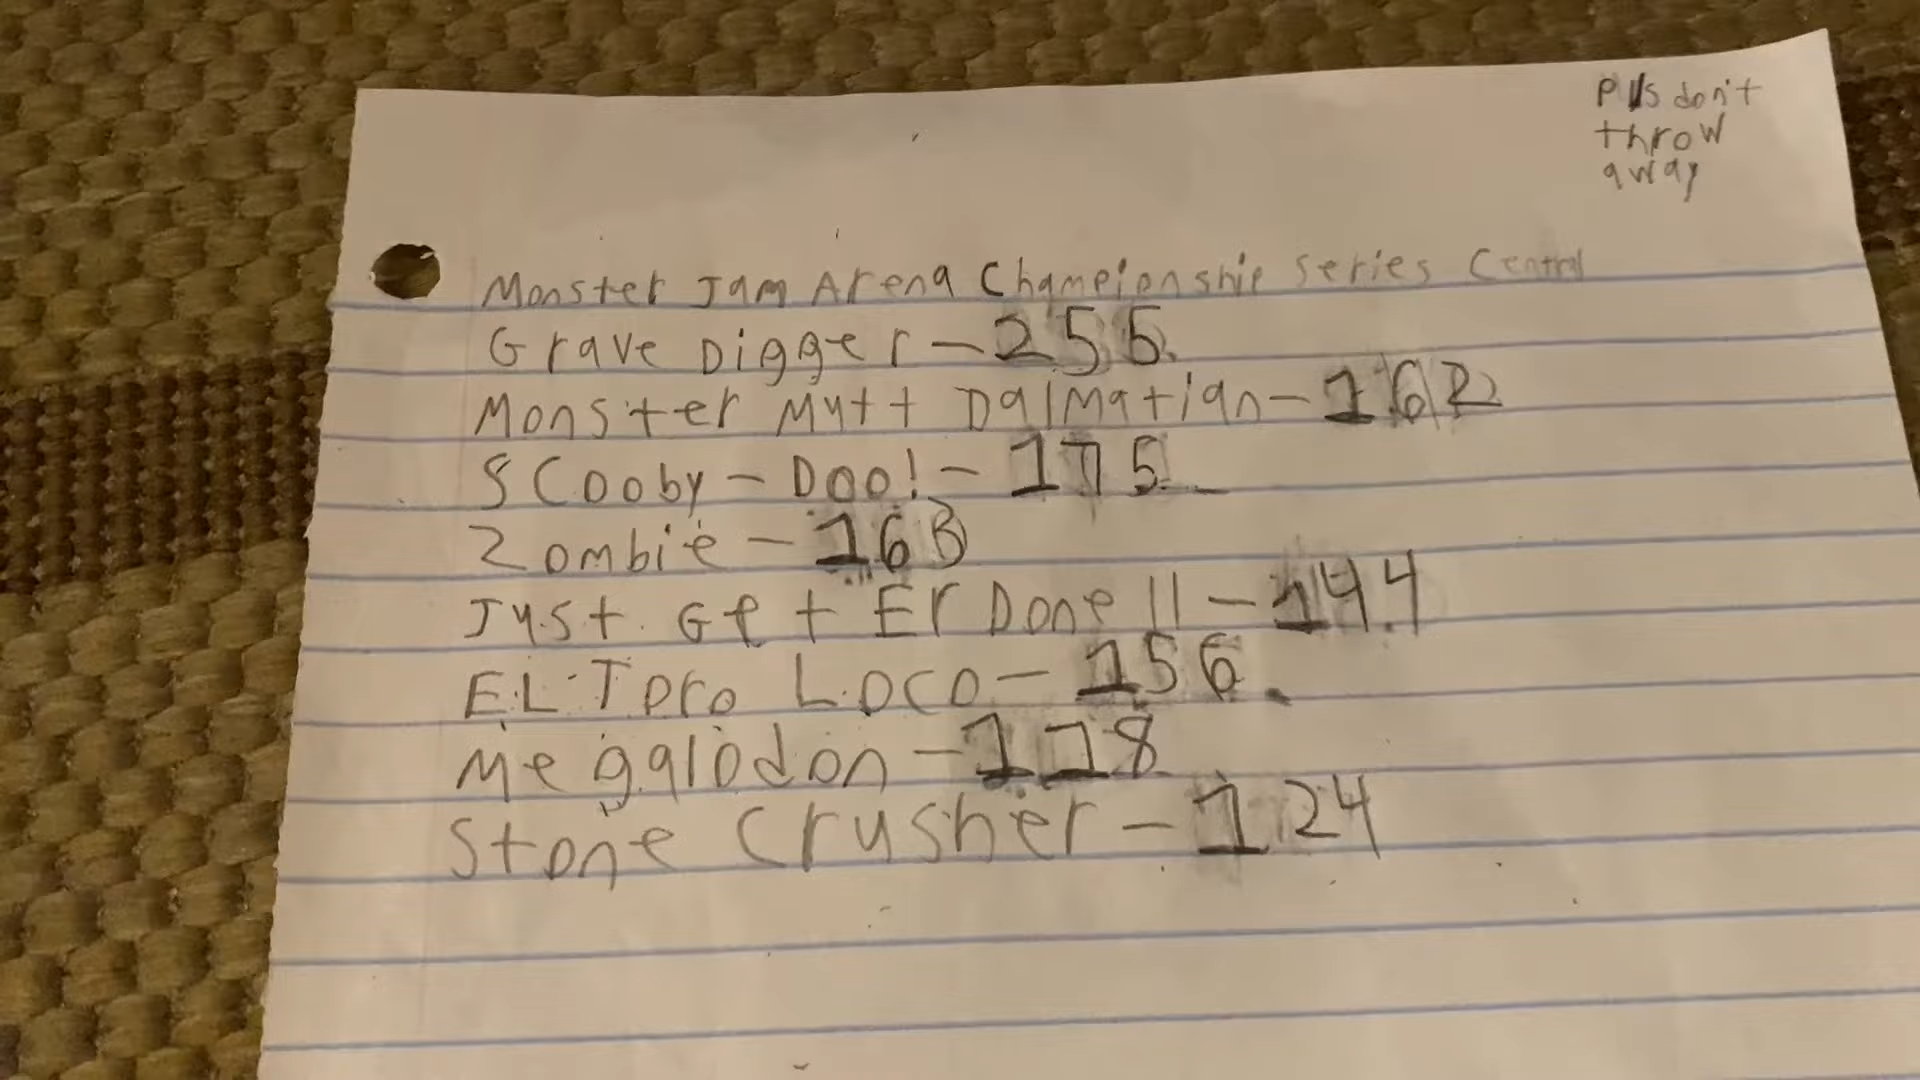 Pls don't
throw
away
Monster Jam Arena Championship Series Central
Grave Digger - 255
Monster Mutt Dalmatian - 162
SCooby - Doo! - 175
Zombie - 163
Just Get Er Done !! - 144
EL Toro Loco - 156
Megalodon - 118
Stone Crusher - 124